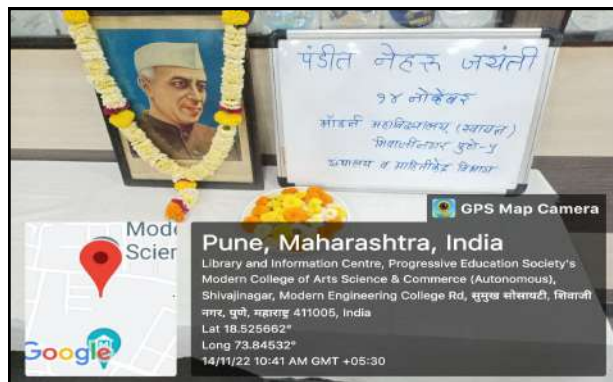 पंडीत नेहरू जयंती
१४ नोव्हेंबर
मॉडर्न महाविद्यालय (स्वायत्त)
शिवाजीनगर पुणे-५
ग्रंथालय व माहितीकेंद्र विभाग
GPS Map Camera
Mode
Scien
Google
Pune, Maharashtra, India
Library and Information Centre, Progressive Education Society's
Modern College of Arts Science & Commerce (Autonomous),
Shivajinagar, Modern Engineering College Rd, सुमुख सोसायटी, शिवाजी
नगर, पुणे, महाराष्ट्र 411005, India
Lat 18.525662°
Long 73.84532°
14/11/22 10:41 AM GMT +05:30